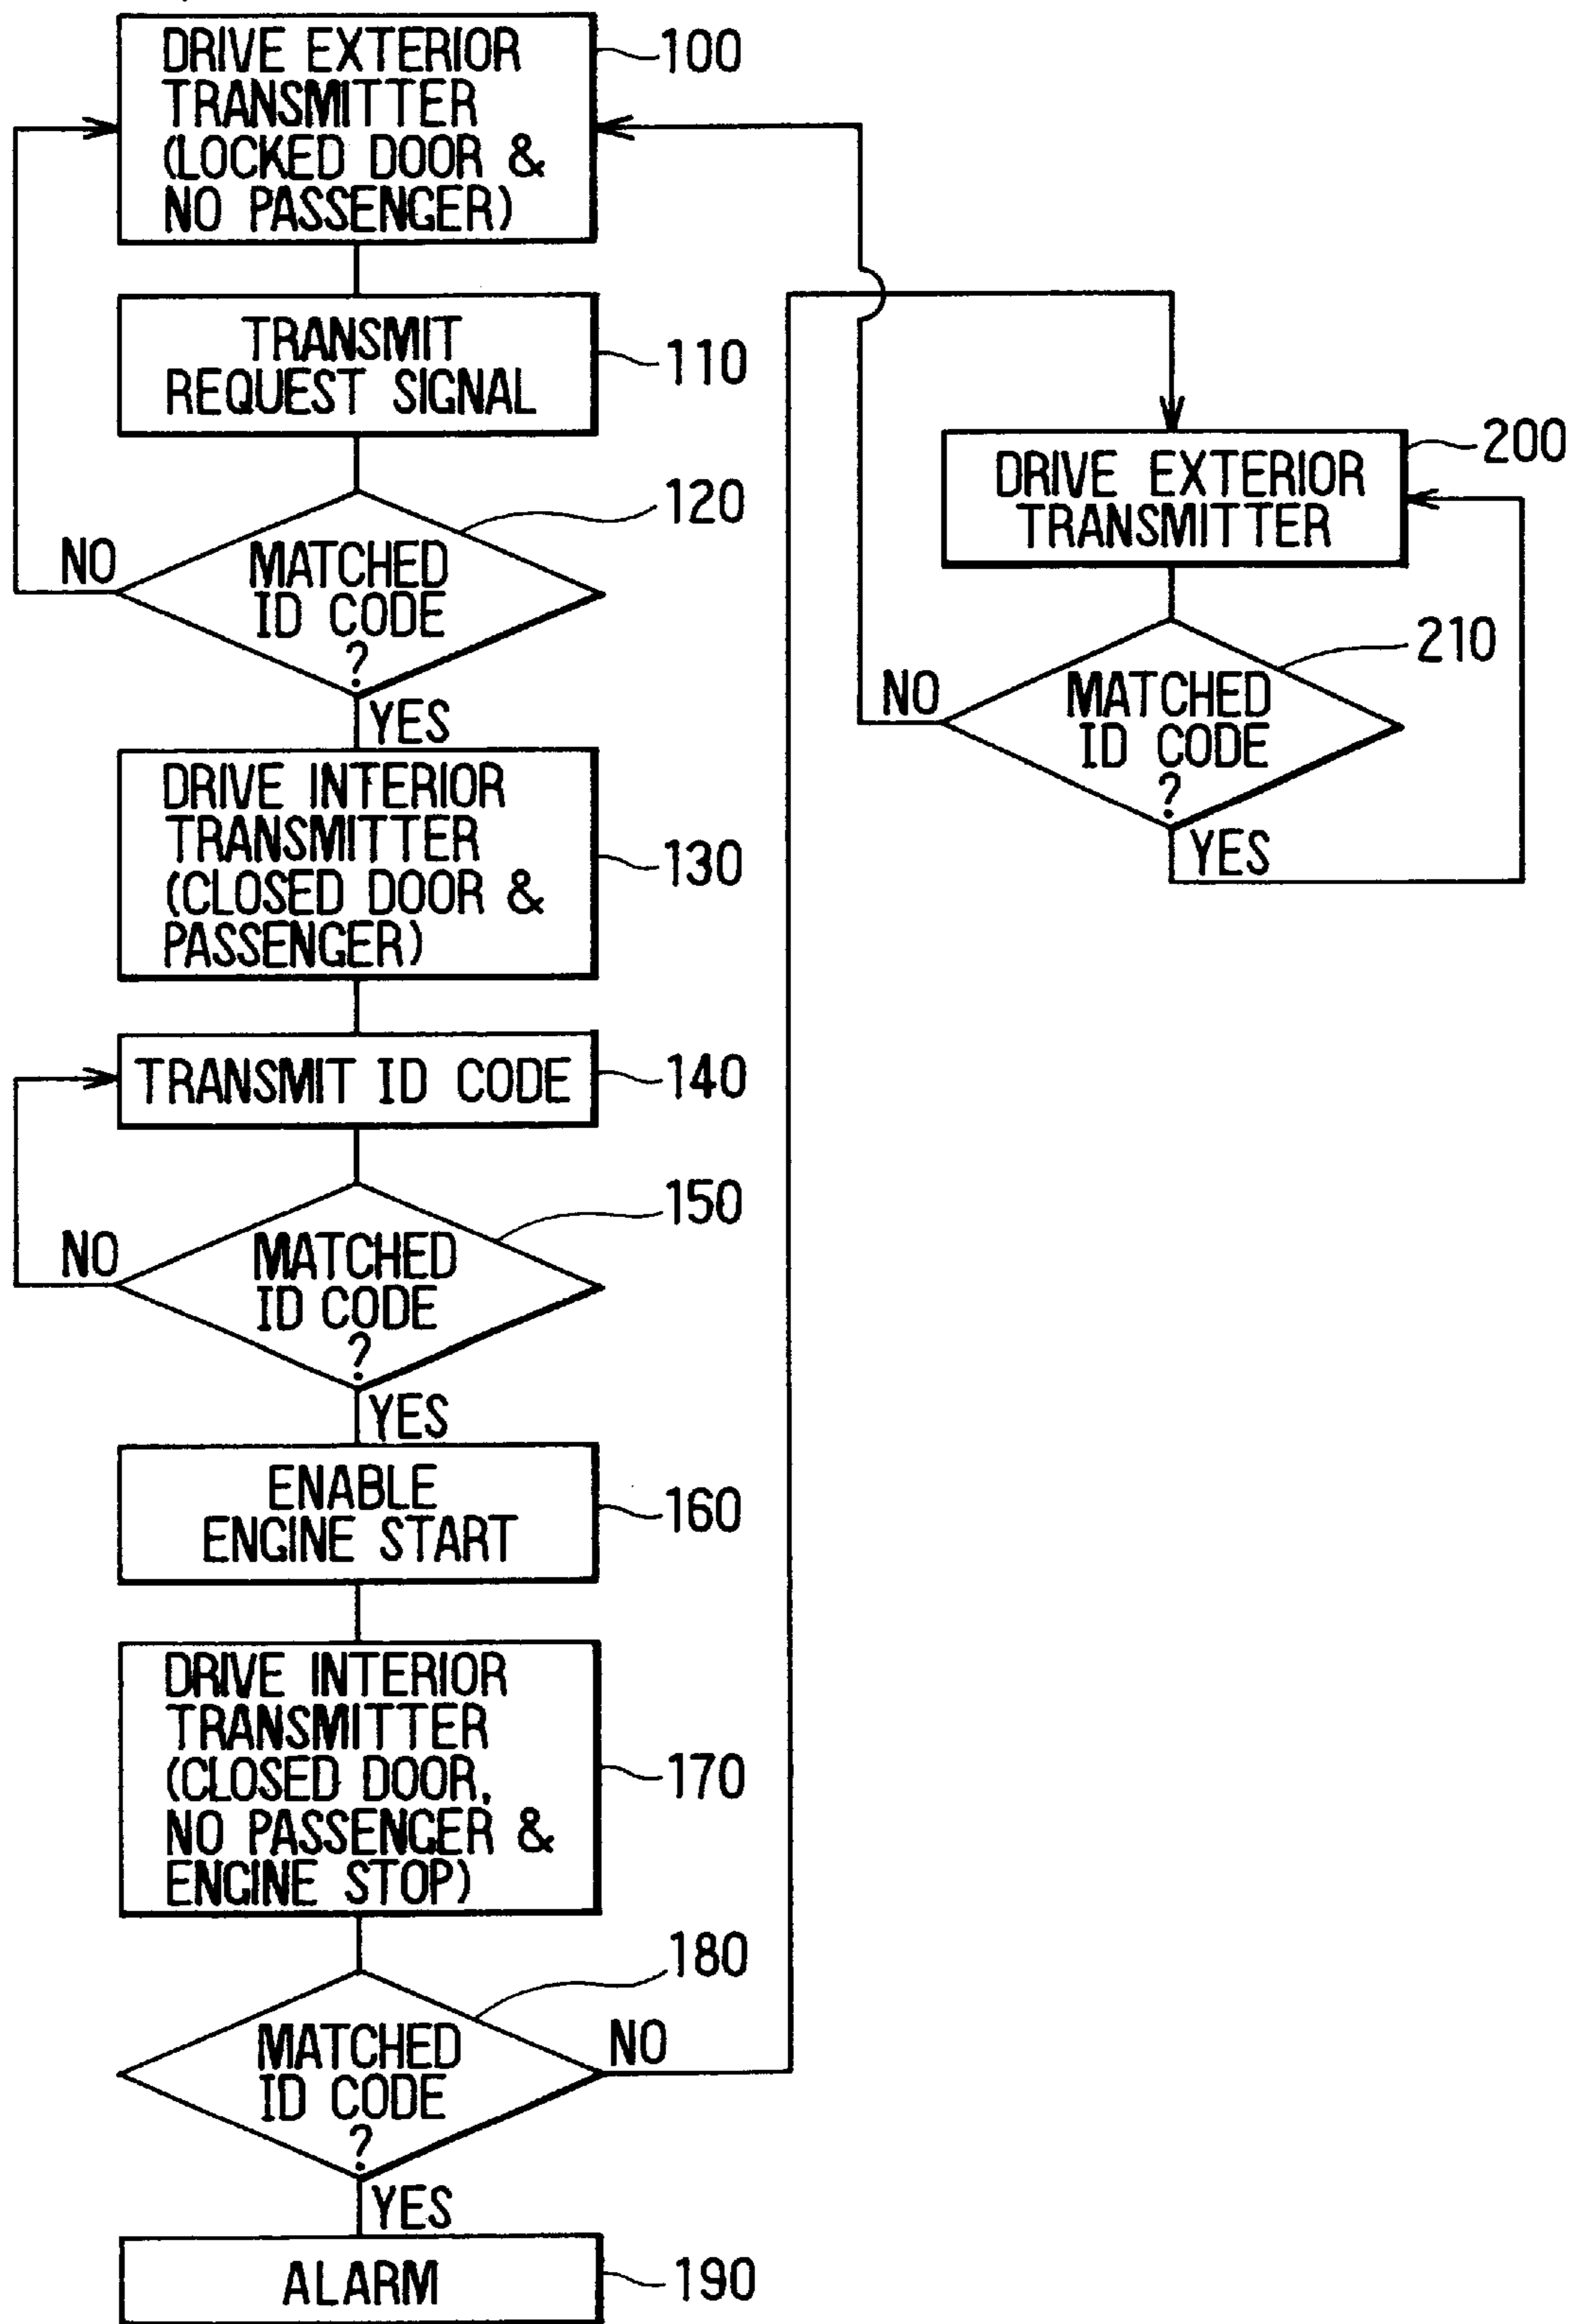 DRIVE EXTERIOR
TRANSMITTER
(LOCKED DOOR &
NO PASSENGER)
100
TRANSMIT
REQUEST SIGNAL
110
120
NO
MATCHED
ID CODE
?
YES
DRIVE INTERIOR
TRANSMITTER
(CLOSED DOOR &
PASSENGER)
130
TRANSMIT ID CODE
140
150
NO
MATCHED
ID CODE
?
YES
ENABLE
ENGINE START
160
DRIVE INTERIOR
TRANSMITTER
(CLOSED DOOR,
NO PASSENGER &
ENGINE STOP)
170
180
MATCHED
ID CODE
?
NO
YES
ALARM
190
DRIVE EXTERIOR
TRANSMITTER
200
210
NO
MATCHED
ID CODE
?
YES